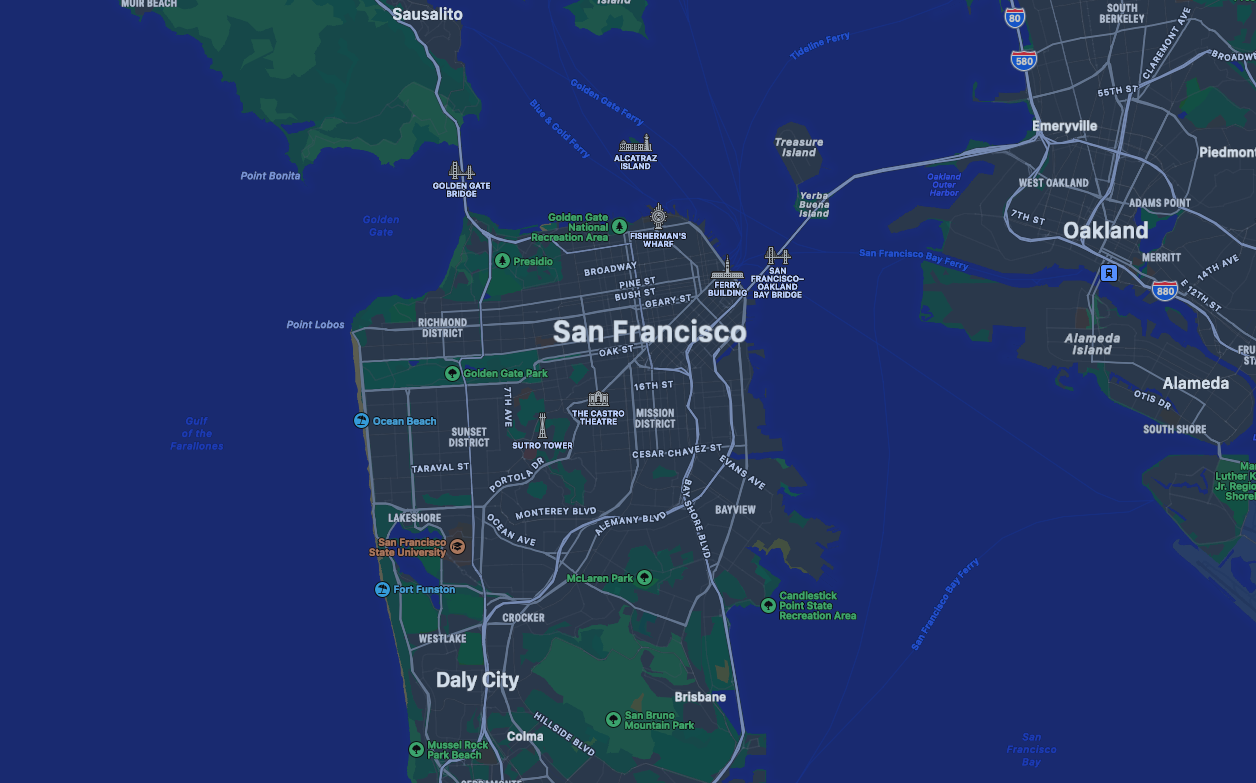 MUIR BEACH
Sausalito
Island
80
SOUTH
BERKELEY
CLAREMONT AVE
Tideline Ferry
580
BROADW
55TH ST
Golden Gate Ferry
Blue & Gold Ferry
Emeryville
Treasure
Island
Piedmont
ALCATRAZ
ISLAND
Point Bonita
GOLDEN GATE
BRIDGE
Oakland
Outer
Harbor
WEST OAKLAND
Yerba
Buena
Island
ADAMS POINT
7TH ST
Golden
Gate
Golden Gate
National
Recreation Area
FISHERMAN'S
WHARF
Oakland
San Francisco Bay Ferry
MERRITT
Presidio
BROADWAY
SAN
FRANCISCO–
OAKLAND
BAY BRIDGE
FERRY
BUILDING
14TH AVE
E 12TH ST
880
PINE ST
BUSH ST
GEARY ST
Point Lobos
RICHMOND
DISTRICT
San Francisco
OAK ST
Alameda
Island
FRU
ST
Golden Gate Park
16TH ST
Alameda
7TH AVE
OTIS DR
THE CASTRO
THEATRE
MISSION
DISTRICT
Ocean Beach
Gulf
of the
Farallones
SUNSET
DISTRICT
SUTRO TOWER
SOUTH SHORE
CESAR CHAVEZ ST
TARAVAL ST
PORTOLA DR
EVANS AVE
Ma
Luther K
Jr. Regio
Shorel
BAY SHORE BLVD
MONTEREY BLVD
BAYVIEW
LAKESHORE
OCEAN AVE
ALEMANY BLVD
San Francisco
State University
McLaren Park
Fort Funston
Candlestick
Point State
Recreation Area
San Francisco Bay Ferry
CROCKER
WESTLAKE
Daly City
Brisbane
San Bruno
Mountain Park
HILLSIDE BLVD
Colma
Mussel Rock
Park Beach
San
Francisco
Bay
SERRAMONTE